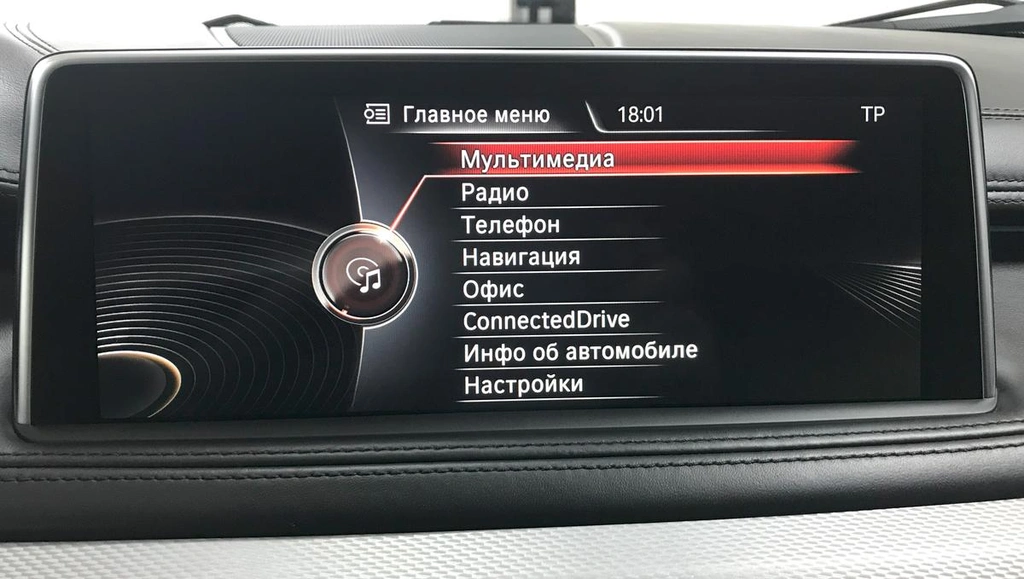 Главное меню 18:01 TP
Мультимедиа
Радио
Телефон
Навигация
Офис
ConnectedDrive
Инфо об автомобиле
Настройки